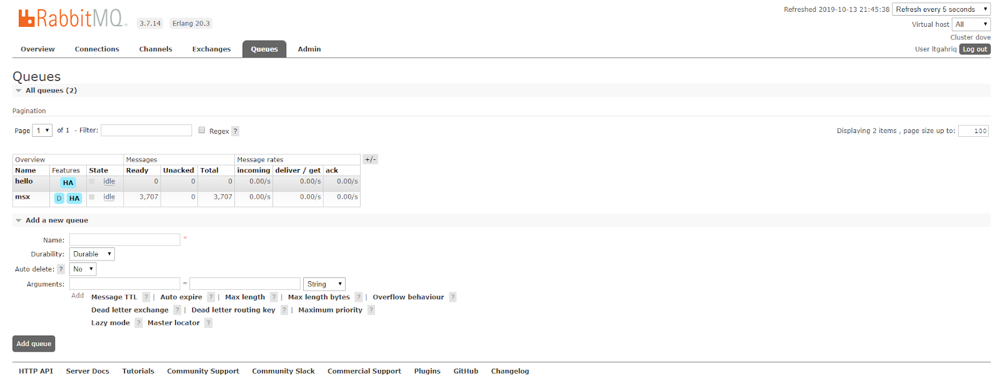 RabbitMQ TM 3.7.14 Erlang 20.3
Refreshed 2019-10-13 21:45:38 Refresh every 5 seconds
Virtual host All
Cluster dove
User ltgahriq Log out
Overview Connections Channels Exchanges Queues Admin
Queues
All queues (2)
Pagination
Page 1 of 1 - Filter: Regex ? Displaying 2 items , page size up to: 100
Overview Messages Message rates +/-
Name Features State Ready Unacked Total incoming deliver / get ack
hello HA idle 0 0 0 0.00/s 0.00/s 0.00/s
msx D HA idle 3,707 0 3,707 0.00/s 0.00/s 0.00/s
Add a new queue
Name: *
Durability: Durable
Auto delete: ? No
Arguments: = String
Add Message TTL ? | Auto expire ? | Max length ? | Max length bytes ? | Overflow behaviour ?
Dead letter exchange ? | Dead letter routing key ? | Maximum priority ?
Lazy mode ? Master locator ?
Add queue
HTTP API Server Docs Tutorials Community Support Community Slack Commercial Support Plugins GitHub Changelog